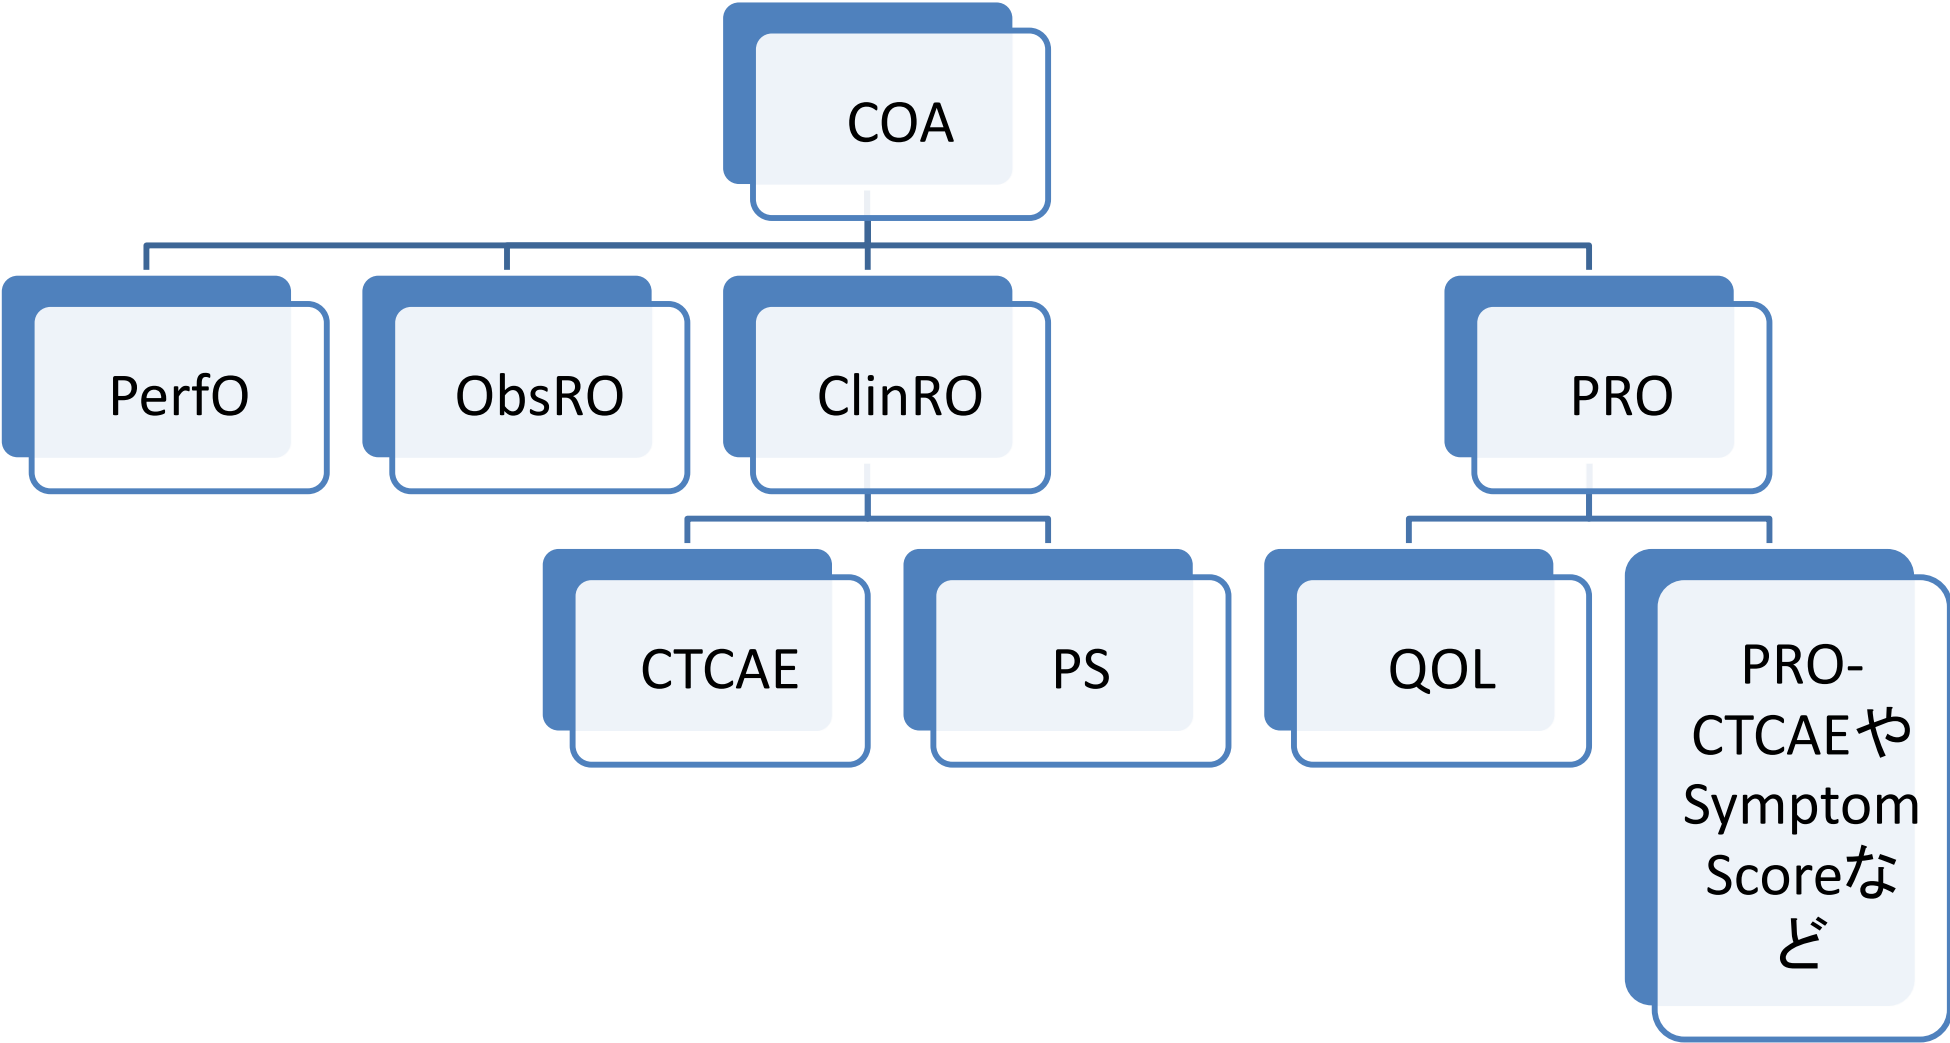 COA
PerfO
ObsRO
ClinRO
PRO
CTCAE
PS
QOL
PRO-
CTCAEや
Symptom
Scoreな
ど